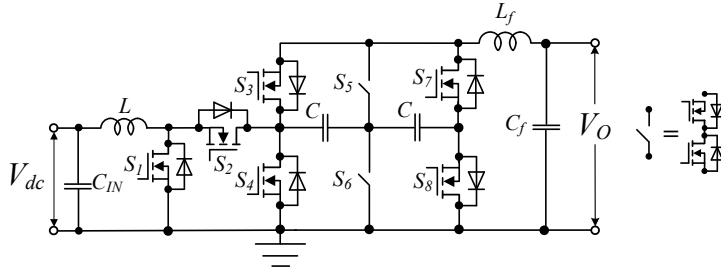 L_f
S_3
S_5
S_7
L
C
C
C_f
V_O
=
S_1
S_2
V_dc
C_IN
S_4
S_6
S_8